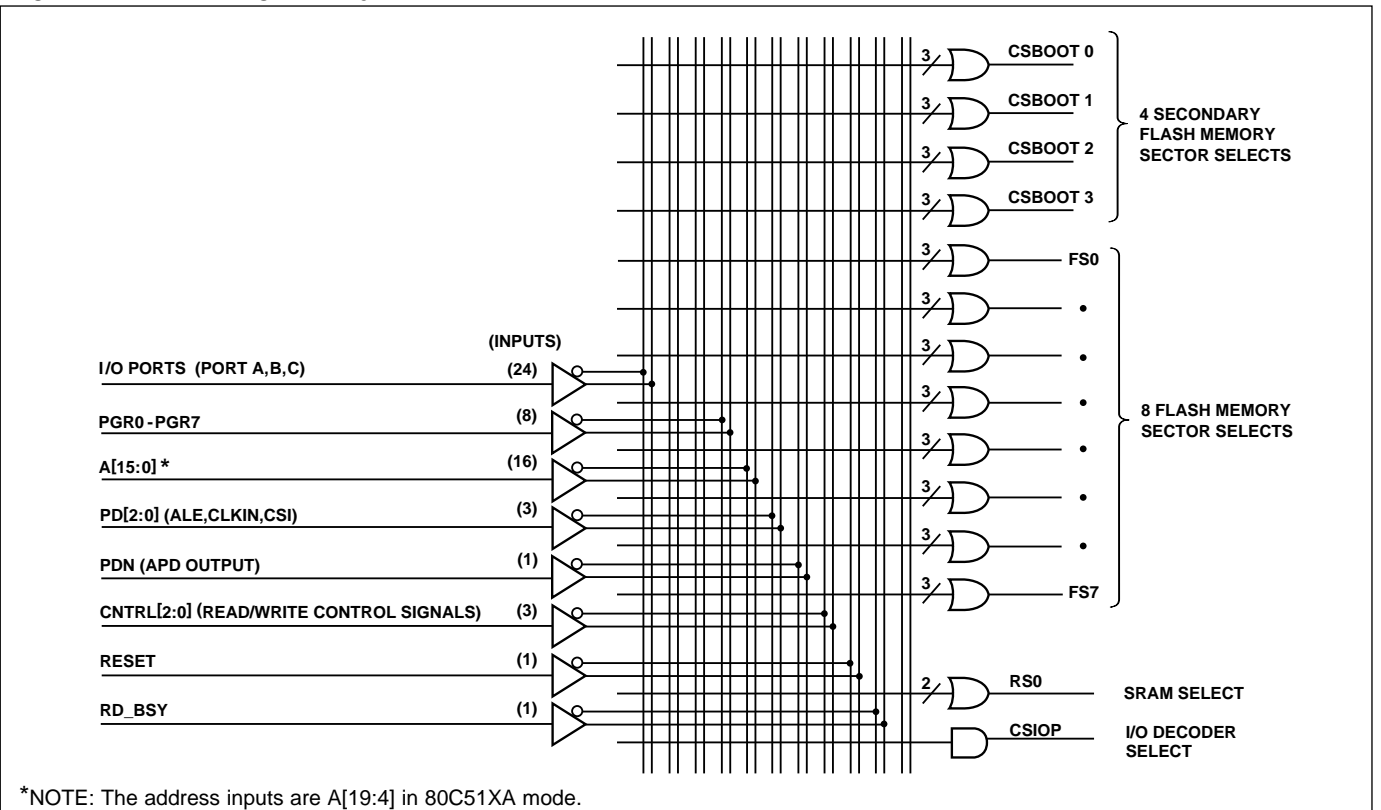 3
CSBOOT 0
3
CSBOOT 1
3
CSBOOT 2
3
CSBOOT 3
4 SECONDARY
FLASH MEMORY
SECTOR SELECTS
3
FS0
3
•
3
•
3
•
3
•
3
•
3
•
3
FS7
8 FLASH MEMORY
SECTOR SELECTS
(INPUTS)
I/O PORTS (PORT A,B,C)
(24)
PGR0 - PGR7
(8)
A[15:0] *
(16)
PD[2:0] (ALE,CLKIN,CSI)
(3)
PDN (APD OUTPUT)
(1)
CNTRL[2:0] (READ/WRITE CONTROL SIGNALS)
(3)
RESET
(1)
RD_BSY
(1)
2
RS0
SRAM SELECT
CSIOP
I/O DECODER
SELECT
*NOTE: The address inputs are A[19:4] in 80C51XA mode.